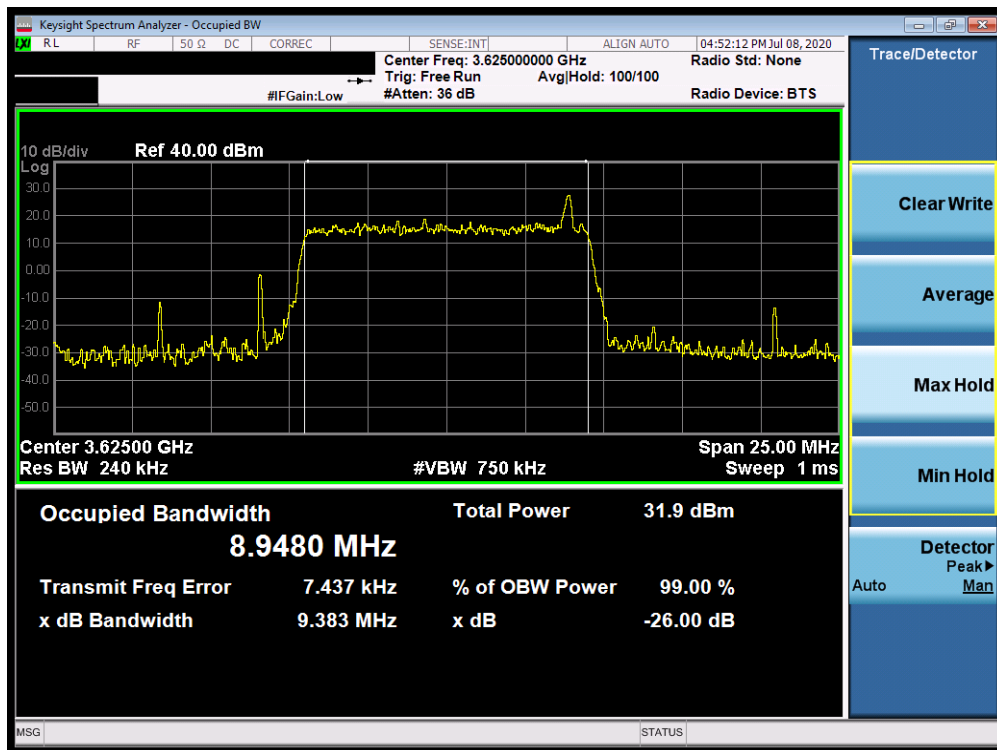 Keysight Spectrum Analyzer - Occupied BW
LXI RL RF 50 Ω DC CORREC SENSE:INT ALIGN AUTO 04:52:12 PM Jul 08, 2020
Center Freq: 3.625000000 GHz Radio Std: None
Trig: Free Run Avg|Hold: 100/100
#IFGain:Low #Atten: 36 dB Radio Device: BTS
10 dB/div Ref 40.00 dBm
Log
30.0
20.0
10.0
0.00
-10.0
-20.0
-30.0
-40.0
-50.0
Center 3.62500 GHz Span 25.00 MHz
Res BW 240 kHz #VBW 750 kHz Sweep 1 ms
Occupied Bandwidth Total Power 31.9 dBm
8.9480 MHz
Transmit Freq Error 7.437 kHz % of OBW Power 99.00 %
x dB Bandwidth 9.383 MHz x dB -26.00 dB
MSG STATUS
Trace/Detector
Clear Write
Average
Max Hold
Min Hold
Detector
Peak▶
Auto Man